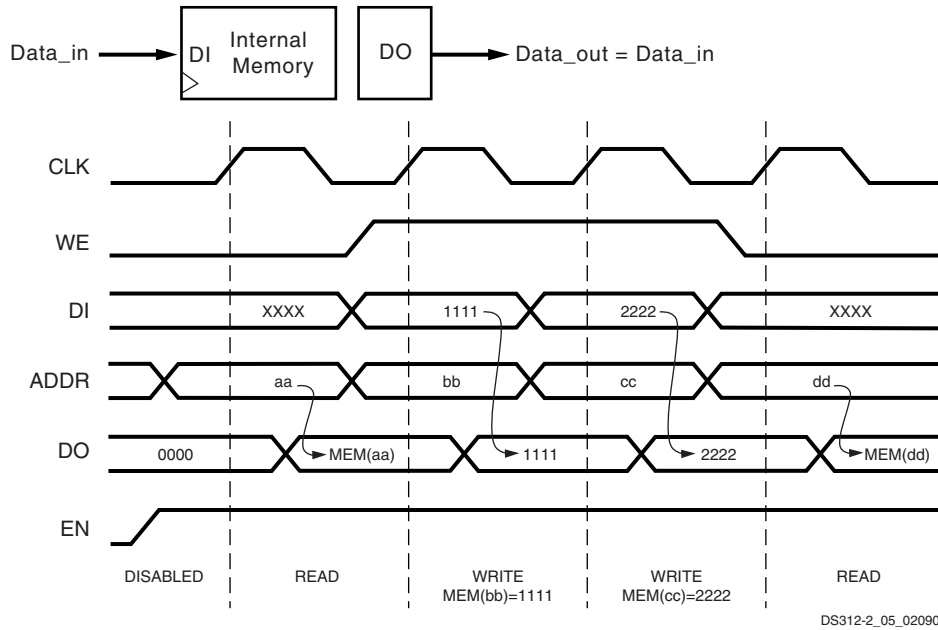 Data_in
DI
Internal
Memory
DO
Data_out = Data_in
CLK
WE
DI
XXXX
1111
2222
XXXX
ADDR
aa
bb
cc
dd
DO
0000
MEM(aa)
1111
2222
MEM(dd)
EN
DISABLED
READ
WRITE
MEM(bb)=1111
WRITE
MEM(cc)=2222
READ
DS312-2_05_02090